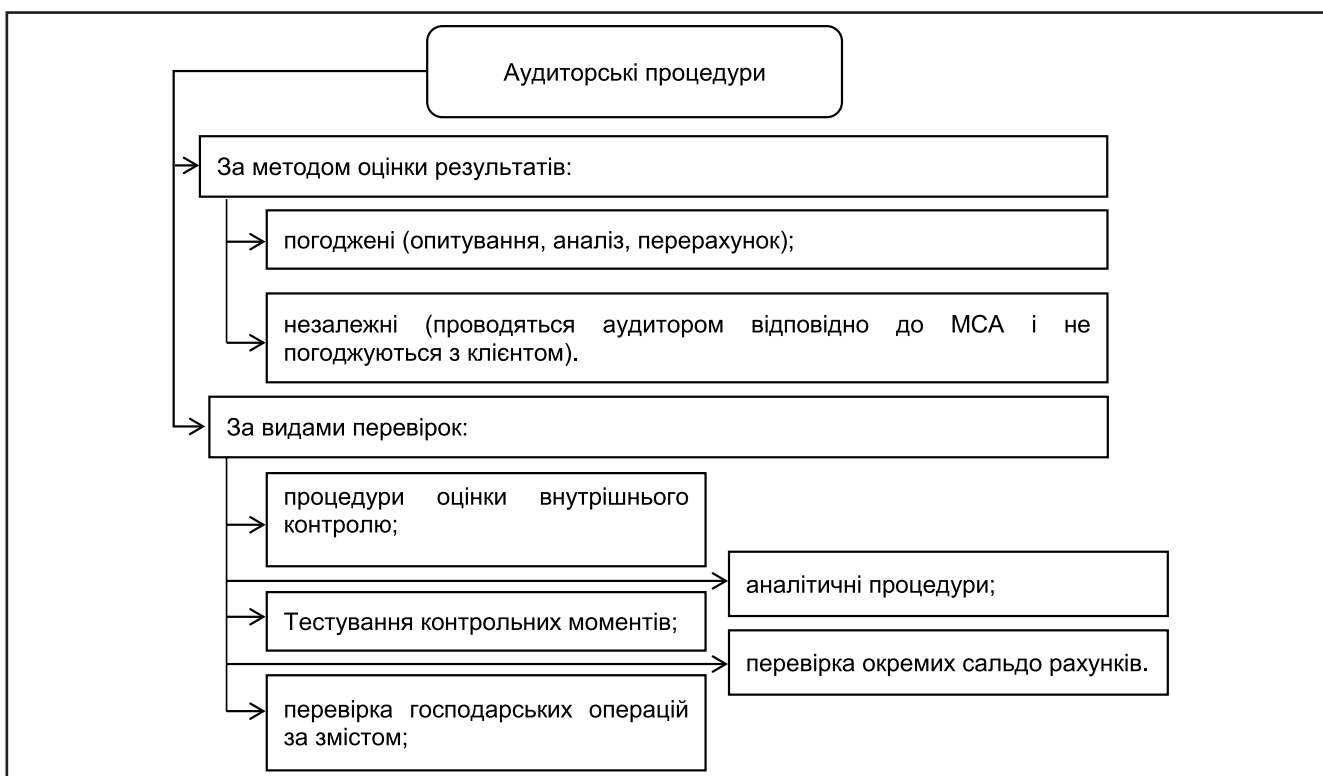 Аудиторські процедури
За методом оцінки результатів:
погоджені (опитування, аналіз, перерахунок);
незалежні (проводяться аудитором відповідно до МСА і не
погоджуються з клієнтом).
За видами перевірок:
процедури оцінки внутрішнього
контролю;
аналітичні процедури;
Тестування контрольних моментів;
перевірка окремих сальдо рахунків.
перевірка господарських операцій
за змістом;